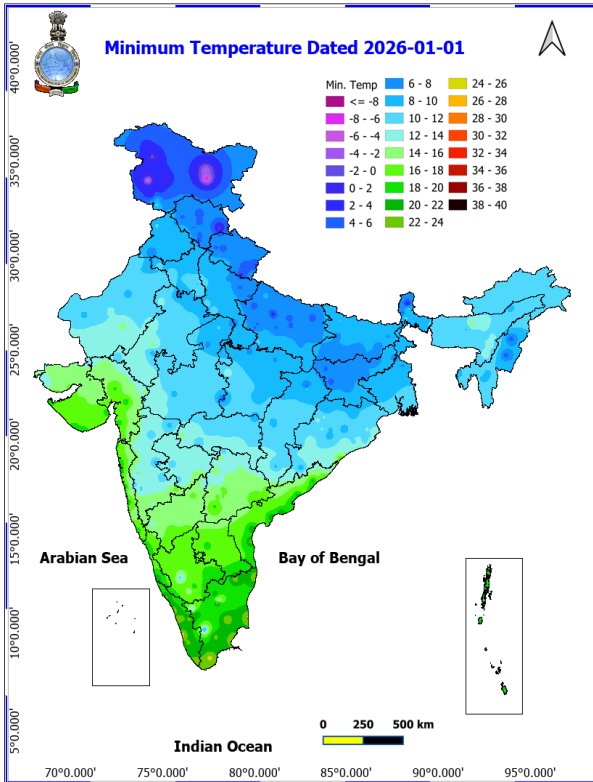 Minimum Temperature Dated 2026-01-01
Min. Temp
<= -8
-8 - -6
-6 - -4
-4 - -2
-2 - 0
0 - 2
2 - 4
4 - 6
6 - 8
8 - 10
10 - 12
12 - 14
14 - 16
16 - 18
18 - 20
20 - 22
22 - 24
24 - 26
26 - 28
28 - 30
30 - 32
32 - 34
34 - 36
36 - 38
38 - 40
40°0.000'
35°0.000'
30°0.000'
25°0.000'
20°0.000'
15°0.000'
10°0.000'
5°0.000'
Arabian Sea
Bay of Bengal
0 250 500 km
Indian Ocean
70°0.000' 75°0.000' 80°0.000' 85°0.000' 90°0.000' 95°0.000'